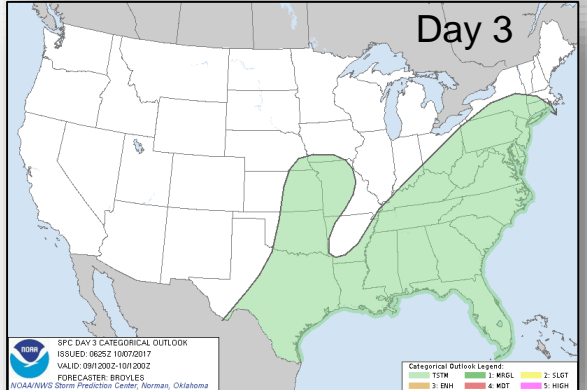 Day 3
NOAA
SPC DAY 3 CATEGORICAL OUTLOOK
ISSUED: 0625Z 10/07/2017
VALID: 09/1200Z-10/1200Z
FORECASTER: BROYLES
NOAA/NWS Storm Prediction Center, Norman, Oklahoma
Categorical Outlook Legend:
TSTM 1: MRGL 2: SLGT
3: ENH 4: MDT 5: HIGH